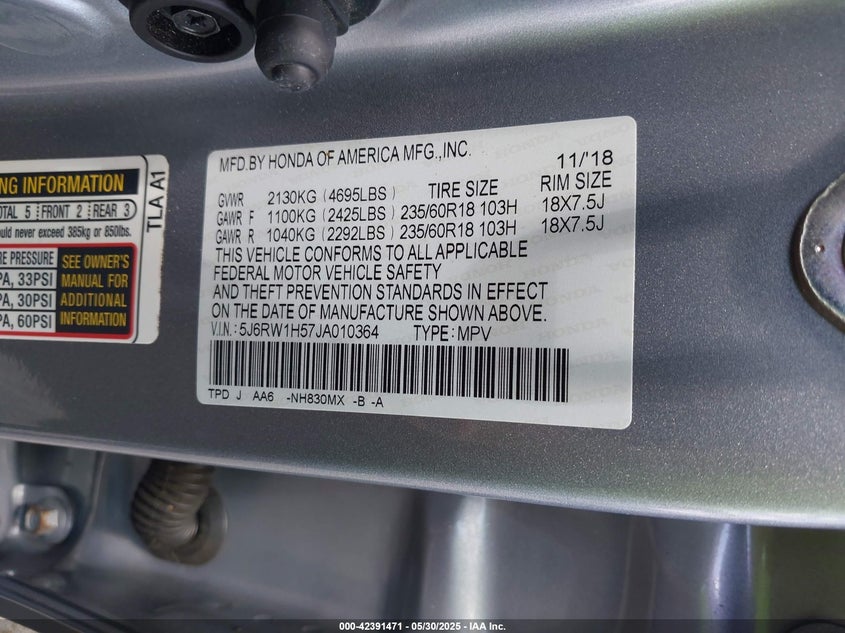 NG INFORMATION
OTAL 5 FRONT 2 REAR 3
ould never exceed 385kg or 850lbs.
RE PRESSURE
PA, 33PSI
PA, 30PSI
PA, 60PSI
SEE OWNER'S
MANUAL FOR
ADDITIONAL
INFORMATION
TLA A1
MFD.BY HONDA OF AMERICA MFG.,INC. 11/'18
GVWR 2130KG (4695LBS) TIRE SIZE RIM SIZE
GAWR F 1100KG (2425LBS) 235/60R18 103H 18X7.5J
GAWR R 1040KG (2292LBS) 235/60R18 103H 18X7.5J
THIS VEHICLE CONFORMS TO ALL APPLICABLE
FEDERAL MOTOR VEHICLE SAFETY
AND THEFT PREVENTION STANDARDS IN EFFECT
ON THE DATE OF MANUFACTURE SHOWN ABOVE.
V.I.N.: 5J6RW1H57JA010364 TYPE: MPV
TPD J AA6 -NH830MX -B -A
000-42391471 — 05/30/2025 — IAA Inc.